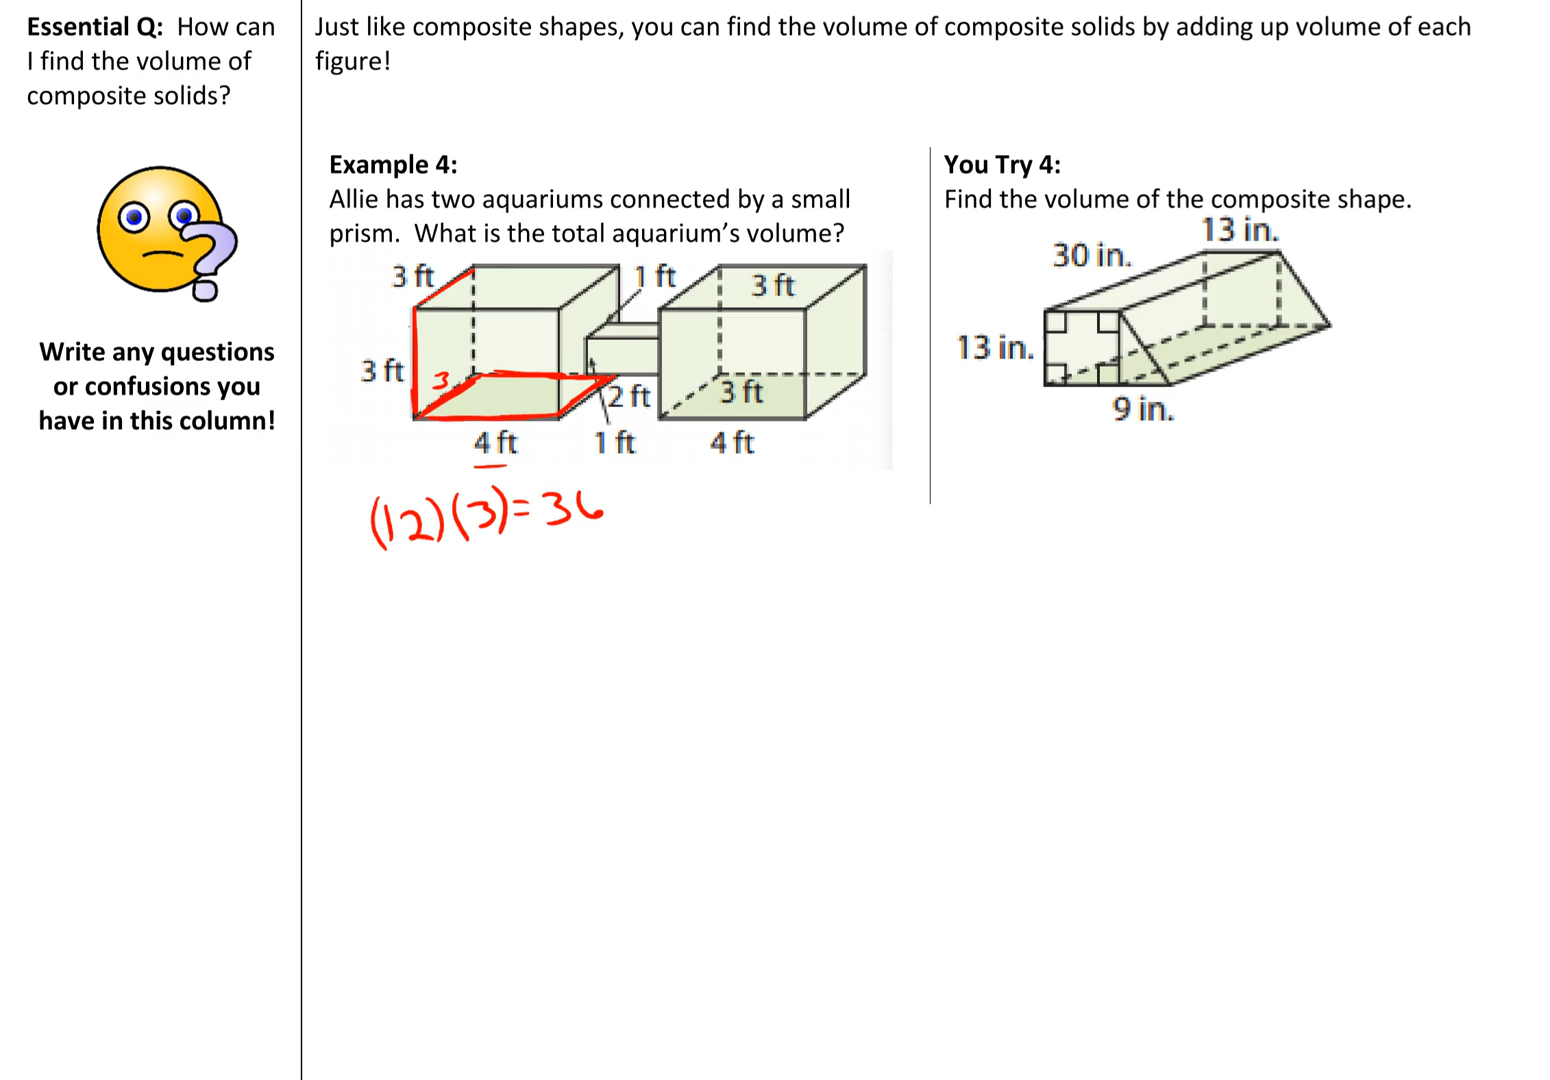 Essential Q: How can
I find the volume of
composite solids?
Write any questions
or confusions you
have in this column!
Just like composite shapes, you can find the volume of composite solids by adding up volume of each
figure!
Example 4:
Allie has two aquariums connected by a small
prism. What is the total aquarium's volume?
3 ft
1 ft
3 ft
3 ft
3
2 ft
3 ft
4 ft
1 ft
4 ft
(12)(3)=36
You Try 4:
Find the volume of the composite shape.
13 in.
30 in.
13 in.
9 in.